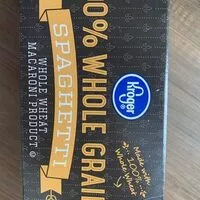 0% WHOLE GRAIN
SPAGHETTI
WHOLE WHEAT
MACARONI PRODUCT
Kroger
Made with
100%
Whole Wheat